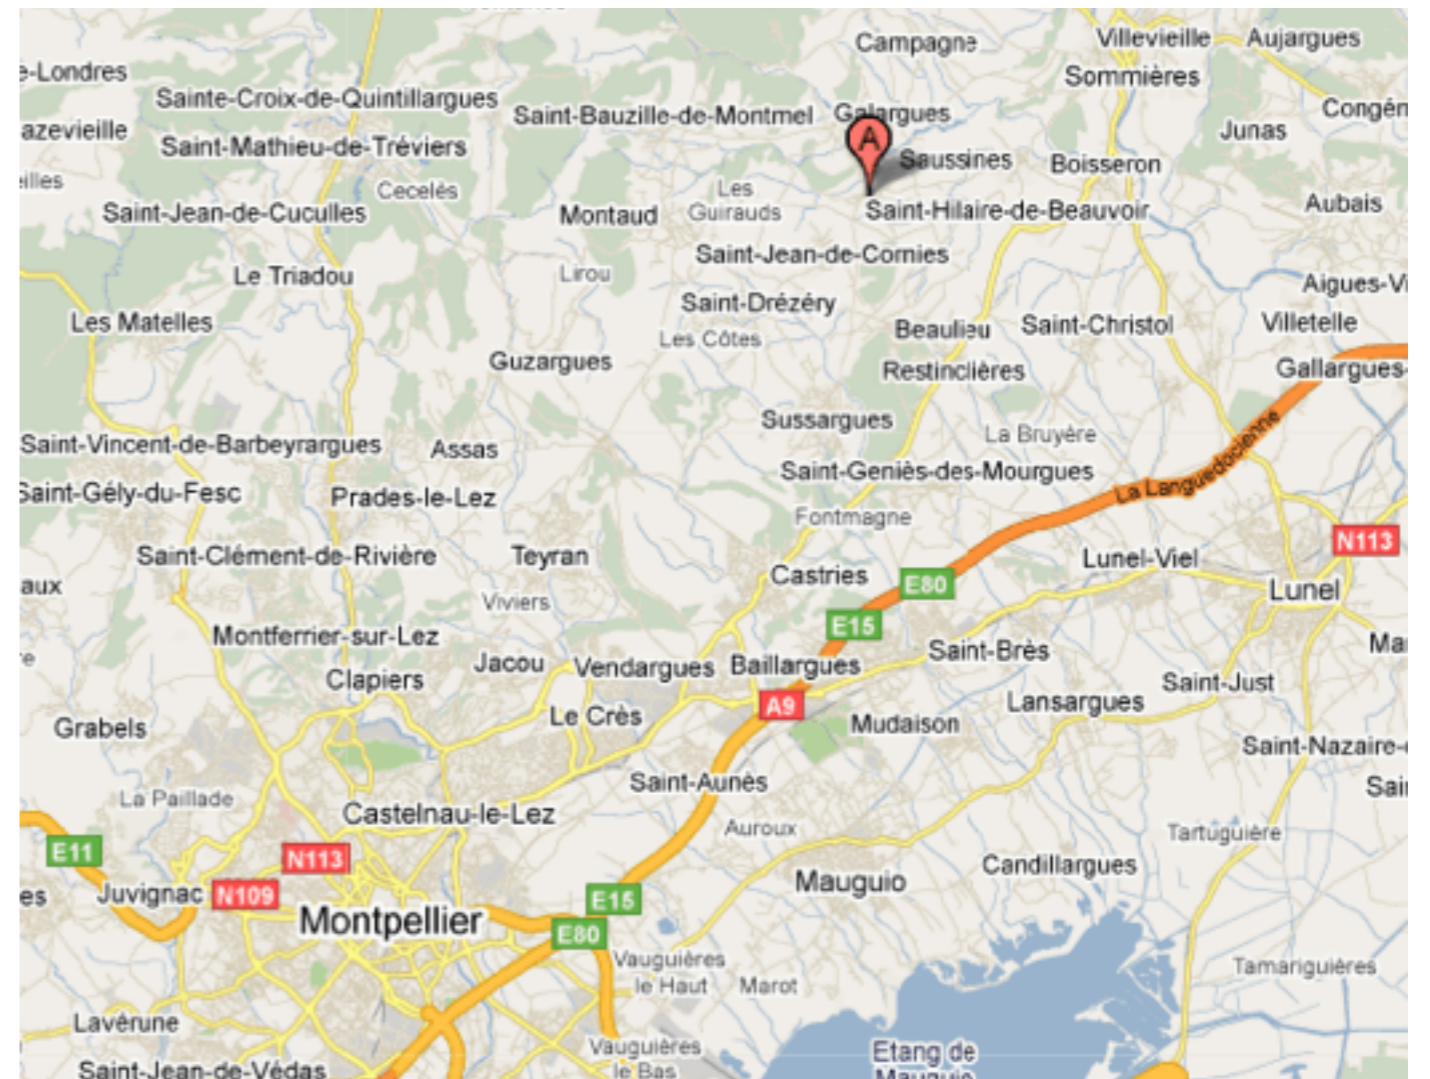 Campagne
Villevieille
Aujargues
e-Londres
Sommières
Sainte-Croix-de-Quintillargues
Saint-Bauzille-de-Montmel
Galargues
Congén
azevieille
Junas
Saint-Mathieu-de-Tréviers
A
Saussines
Boisseron
eilles
Cecelès
Les
Guirauds
Saint-Jean-de-Cuculles
Montaud
Saint-Hilaire-de-Beauvoir
Aubais
Saint-Jean-de-Cornies
Le Triadou
Lirou
Aigues-Vi
Saint-Drézéry
Les Matelles
Les Côtes
Beaulieu
Saint-Christol
Villetelle
Guzargues
Restinclières
Gallargues-
Sussargues
La Bruyère
La Languedocienne
Saint-Vincent-de-Barbeyrargues
Assas
Saint-Geniès-des-Mourgues
Saint-Gély-du-Fesc
Prades-le-Lez
Fontmagne
N113
Saint-Clément-de-Rivière
Teyran
Castries
E80
Lunel-Viel
Lunel
aux
Viviers
E15
Montferrier-sur-Lez
Saint-Brès
Mar
re
Jacou
Vendargues
Baillargues
Clapiers
Saint-Just
A9
Lansargues
Le Crès
Mudaison
Grabels
Saint-Nazaire-
Saint-Aunès
Sai
La Paillade
Castelnau-le-Lez
Auroux
Tartuguière
E11
N113
Candillargues
Juvignac
N109
Mauguio
es
E15
Montpellier
E80
Vauguières
le Haut
Marot
Tamariguières
Lavérune
Vauguières
le Bas
Etang de
Mauguio
Saint-Jean-de-Védas